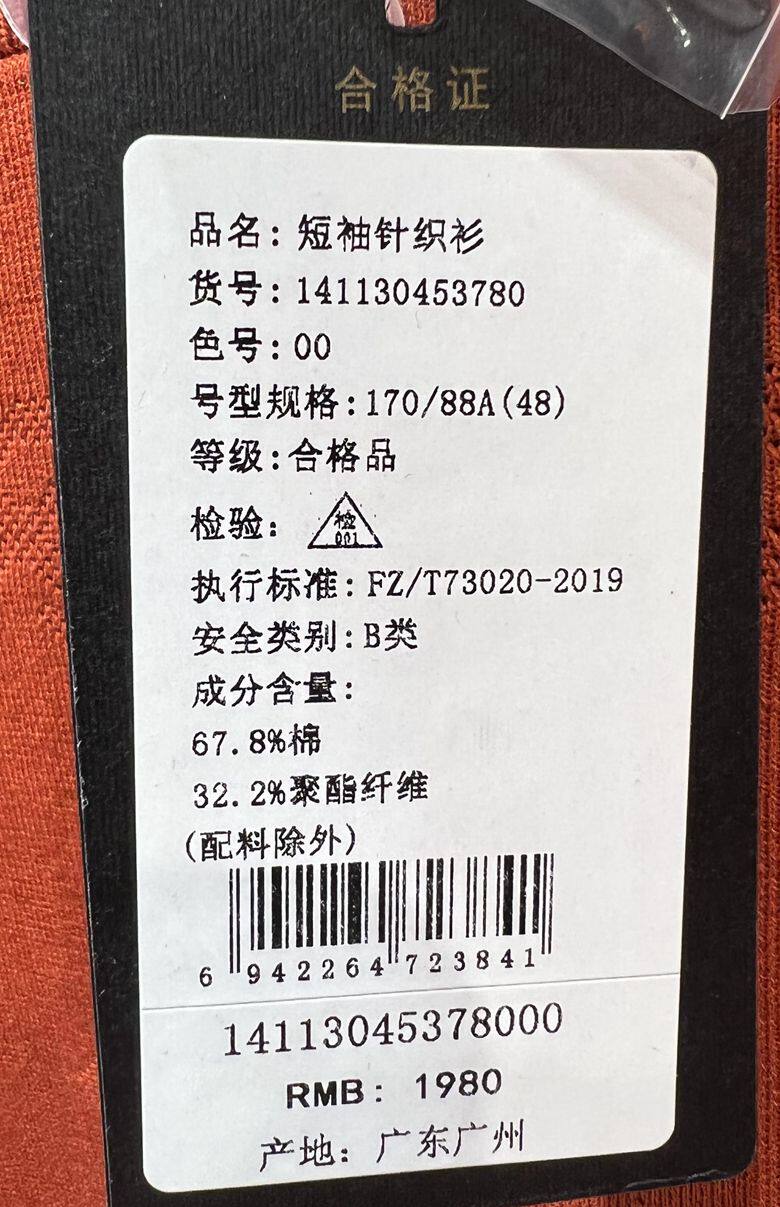 合格证
品名:短袖针织衫
货号:141130453780
色号:00
号型规格:170/88A(48)
等级:合格品
检验:
检
001
执行标准:FZ/T73020-2019
安全类别:B类
成分含量:
67.8%棉
32.2%聚酯纤维
(配料除外)
6 942264 723841
14113045378000
RMB: 1980
产地: 广东广州